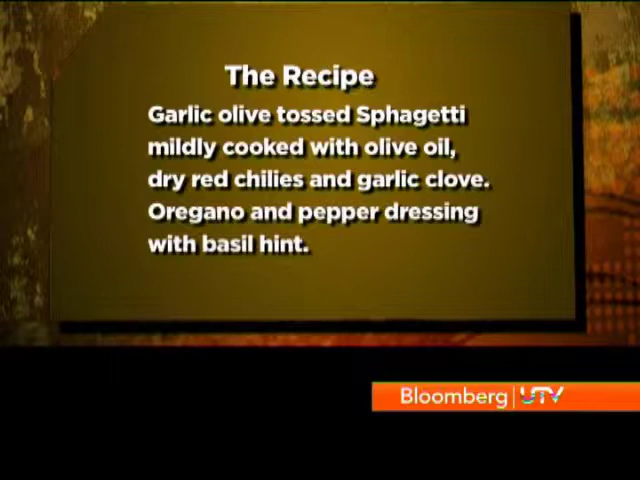 The Recipe
Garlic olive tossed Sphagetti
mildly cooked with olive oil,
dry red chilies and garlic clove.
Oregano and pepper dressing
with basil hint.
Bloomberg | UTV